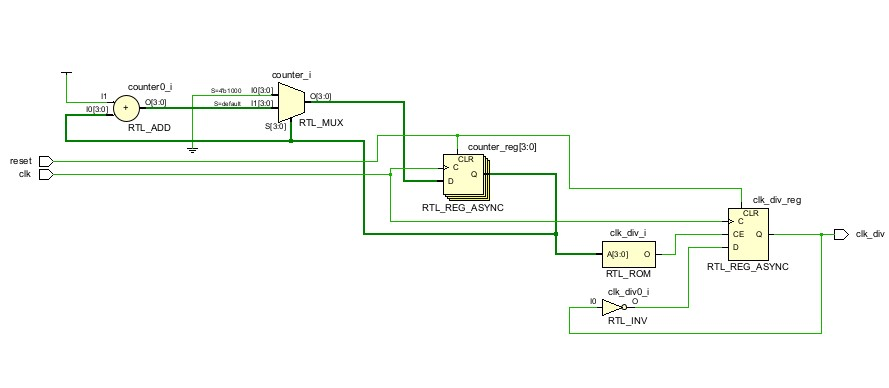 counter_i
counter0_i
S=4'b1000 I0[3:0]
I1 O[3:0] S=default I1[3:0] O[3:0]
+
I0[3:0]
S[3:0] RTL_MUX
RTL_ADD
counter_reg[3:0]
reset
CLR
clk
C Q
D
clk_div_reg
RTL_REG_ASYNC
CLR
C
clk_div_i
CE Q clk_div
A[3:0] O D
RTL_ROM RTL_REG_ASYNC
clk_div0_i
I0 O
RTL_INV